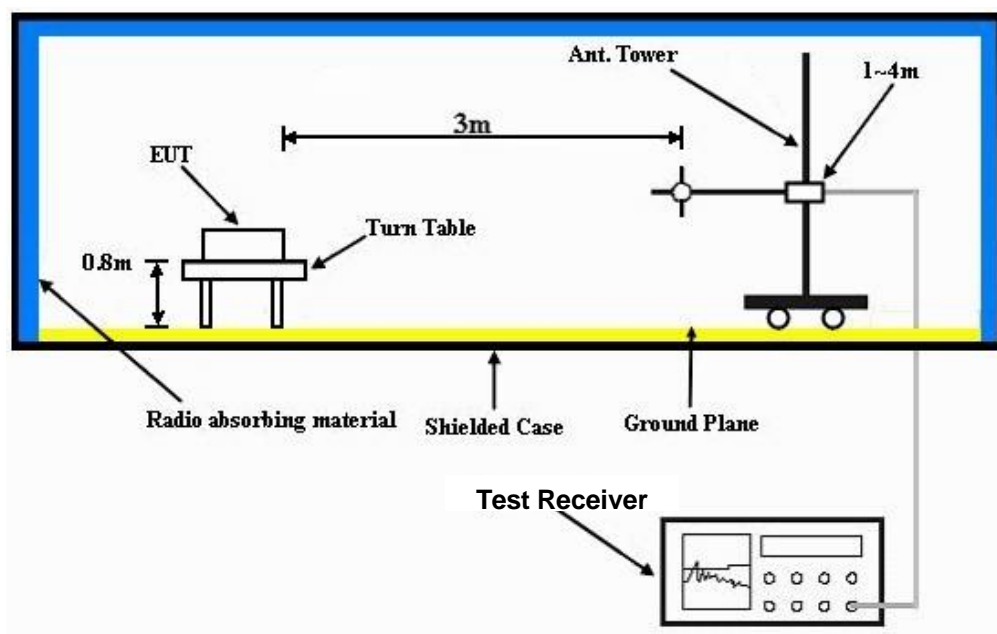 Ant. Tower
1~4m
3m
EUT
Turn Table
0.8m
Radio absorbing material
Shielded Case
Ground Plane
Test Receiver